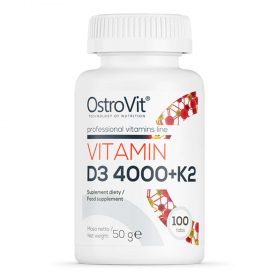 OstroVit®
TECHNOLOGY OF NUTRITION
professional vitamins line
VITAMIN
D3 4000+K2
Suplement diety /
Food supplement
100
tabs
Masa netto /
Net weight: 50 g ℮